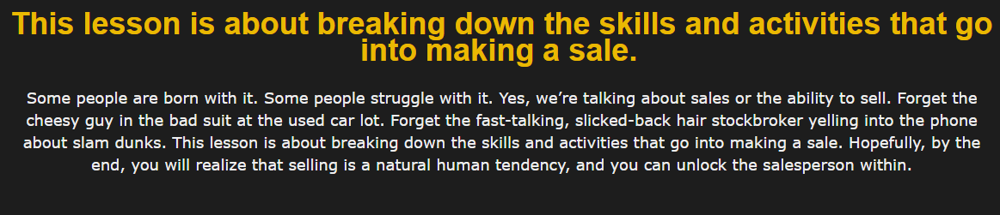 This lesson is about breaking down the skills and activities that go
into making a sale.
Some people are born with it. Some people struggle with it. Yes, we’re talking about sales or the ability to sell. Forget the
cheesy guy in the bad suit at the used car lot. Forget the fast-talking, slicked-back hair stockbroker yelling into the phone
about slam dunks. This lesson is about breaking down the skills and activities that go into making a sale. Hopefully, by the
end, you will realize that selling is a natural human tendency, and you can unlock the salesperson within.